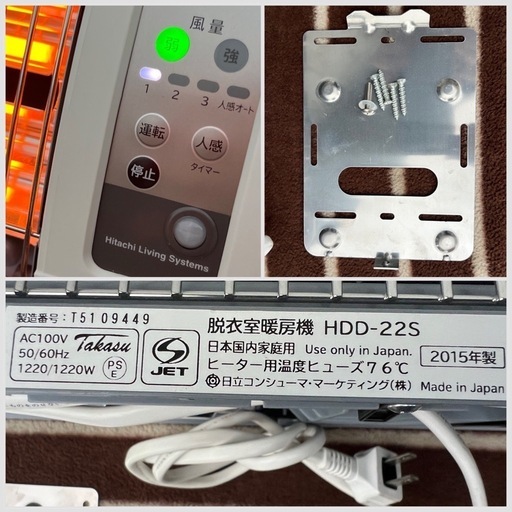 風量
弱
強
1 2 3 人感オート
運転
人感
タイマー
停止
Hitachi Living Systems
製造番号: T5109449
AC100V
50/60Hz
1220/1220W
Takasu
PS
E
JET
脱衣室暖房機 HDD-22S
日本国内家庭用 Use only in Japan.
2015年製
ヒーター用温度ヒューズ76℃
日立コンシューマ・マーケティング(株) Made in Japan